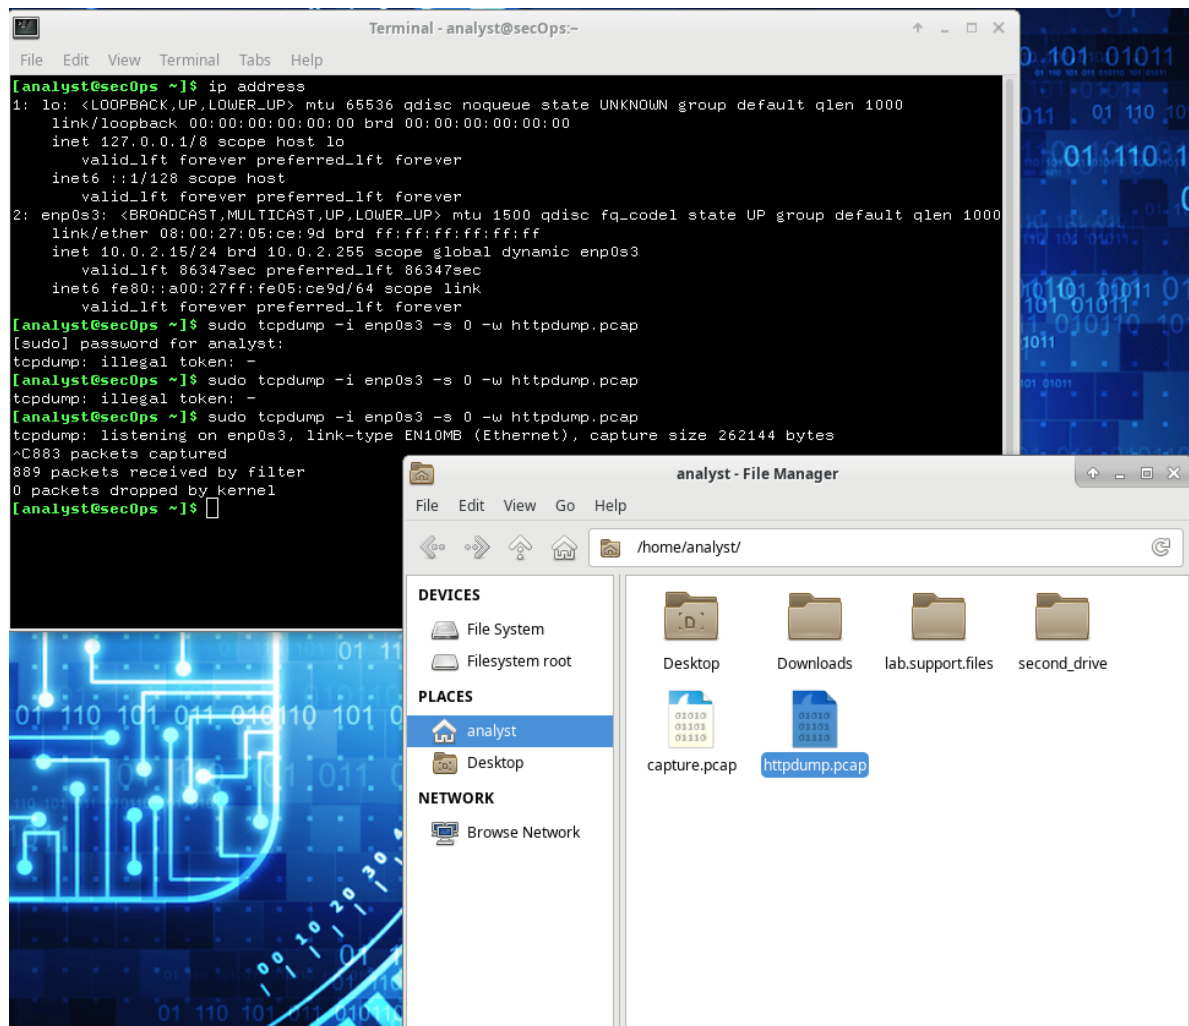 Terminal - analyst@secOps:~
File Edit View Terminal Tabs Help
[analyst@secOps ~]$ ip address
1: lo: <LOOPBACK,UP,LOWER_UP> mtu 65536 qdisc noqueue state UNKNOWN group default qlen 1000
link/loopback 00:00:00:00:00:00 brd 00:00:00:00:00:00
inet 127.0.0.1/8 scope host lo
valid_lft forever preferred_lft forever
inet6 ::1/128 scope host
valid_lft forever preferred_lft forever
2: enp0s3: <BROADCAST,MULTICAST,UP,LOWER_UP> mtu 1500 qdisc fq_codel state UP group default qlen 1000
link/ether 08:00:27:05:ce:9d brd ff:ff:ff:ff:ff:ff
inet 10.0.2.15/24 brd 10.0.2.255 scope global dynamic enp0s3
valid_lft 86347sec preferred_lft 86347sec
inet6 fe80::a00:27ff:fe05:ce9d/64 scope link
valid_lft forever preferred_lft forever
[analyst@secOps ~]$ sudo tcpdump -i enp0s3 -s 0 -w httpdump.pcap
[sudo] password for analyst:
tcpdump: illegal token: -
[analyst@secOps ~]$ sudo tcpdump -i enp0s3 -s 0 -w httpdump.pcap
tcpdump: illegal token: -
[analyst@secOps ~]$ sudo tcpdump -i enp0s3 -s 0 -w httpdump.pcap
tcpdump: listening on enp0s3, link-type EN10MB (Ethernet), capture size 262144 bytes
^C883 packets captured
889 packets received by filter
0 packets dropped by kernel
[analyst@secOps ~]$
analyst - File Manager
File Edit View Go Help
/home/analyst/
DEVICES
File System
Filesystem root
PLACES
analyst
Desktop
NETWORK
Browse Network
Desktop Downloads lab.support.files second_drive
capture.pcap httpdump.pcap